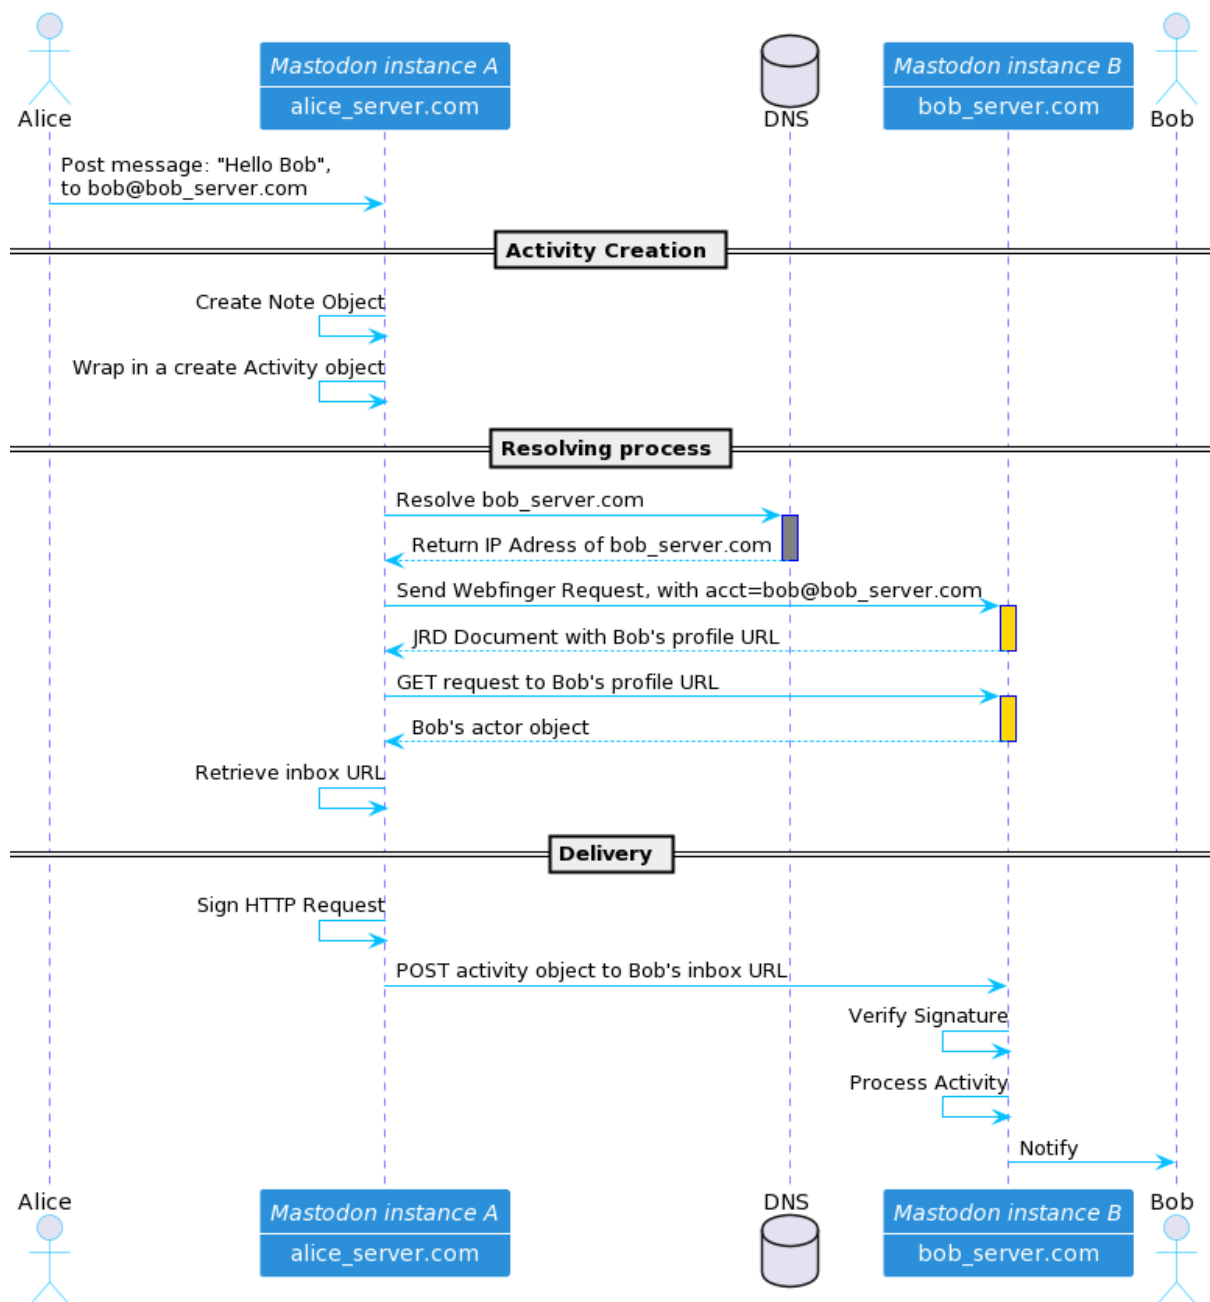 Alice
Mastodon instance A
alice_server.com
DNS
Mastodon instance B
bob_server.com
Bob
Post message: "Hello Bob",
to bob@bob_server.com
Activity Creation
Create Note Object
Wrap in a create Activity object
Resolving process
Resolve bob_server.com
Return IP Adress of bob_server.com
Send Webfinger Request, with acct=bob@bob_server.com
JRD Document with Bob's profile URL
GET request to Bob's profile URL
Bob's actor object
Retrieve inbox URL
Delivery
Sign HTTP Request
POST activity object to Bob's inbox URL
Verify Signature
Process Activity
Notify
Alice
Mastodon instance A
alice_server.com
DNS
Mastodon instance B
bob_server.com
Bob